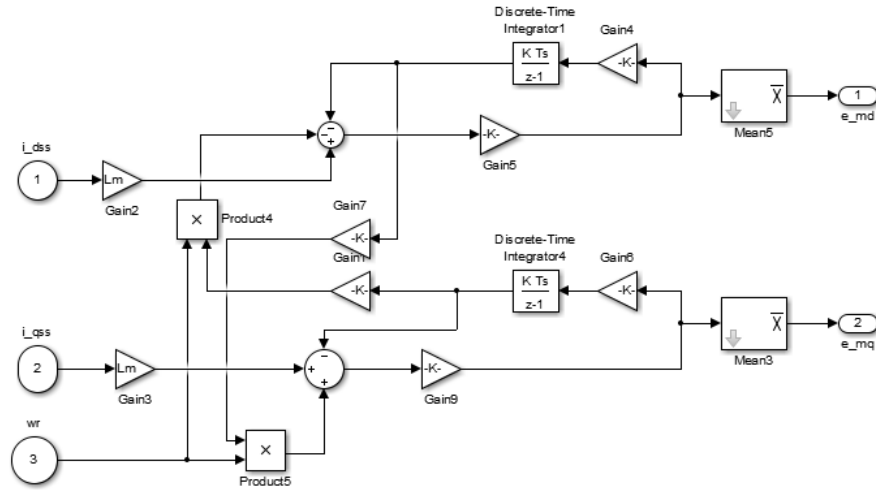 Discrete-Time
Integrator1
Gain4
K Ts
z-1
-K-
X
1
Mean5
e_md
-
-
+
-K-
Gain5
i_dss
1
Lm
Gain2
×
Product4
Gain7
-K-
Discrete-Time
Integrator4
Gain6
K Ts
z-1
-K-
-K-
X
2
Mean3
e_mq
i_qss
2
Lm
Gain3
-
+
+
-K-
Gain9
wr
3
×
Product5